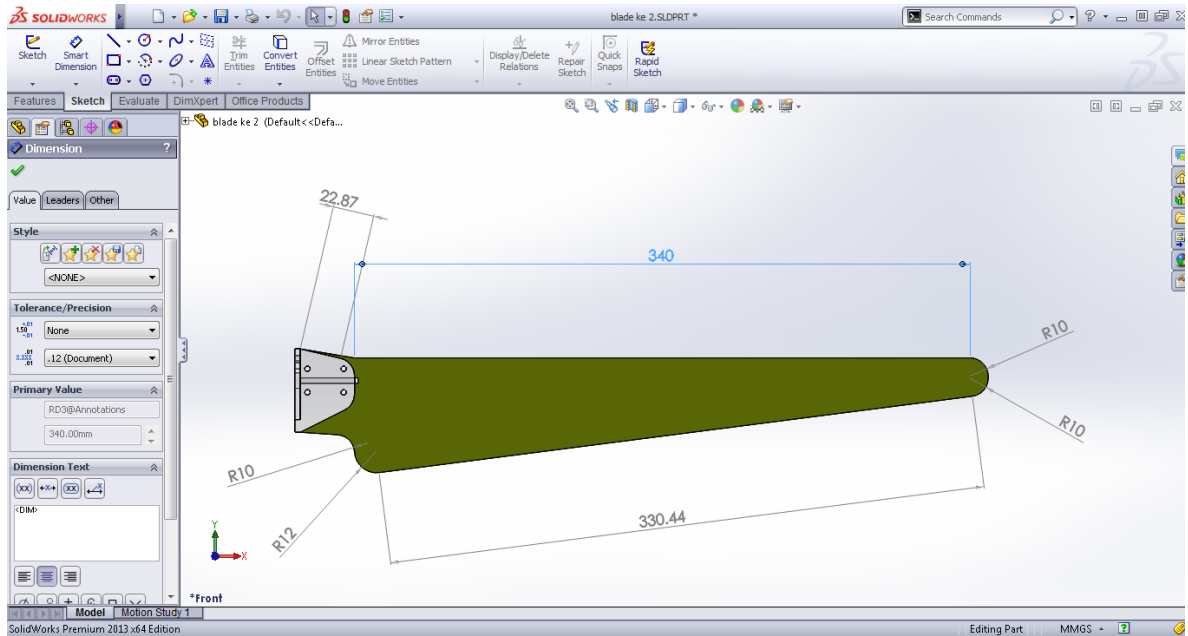 SOLIDWORKS
blade ke 2.SLDPRT *
Search Commands
Sketch
Smart Dimension
Trim Entities
Convert Entities
Offset Entities
Mirror Entities
Linear Sketch Pattern
Move Entities
Display/Delete Relations
Repair Sketch
Quick Snaps
Rapid Sketch
Features
Sketch
Evaluate
DimXpert
Office Products
blade ke 2 (Default<<Defa...
Dimension
?
Value
Leaders
Other
Style
<NONE>
Tolerance/Precision
None
.12 (Document)
Primary Value
RD3@Annotations
340.00mm
Dimension Text
<DIM>
22.87
340
R10
R10
R10
R12
330.44
Y
X
*Front
Model
Motion Study 1
SolidWorks Premium 2013 x64 Edition
Editing Part
MMGS